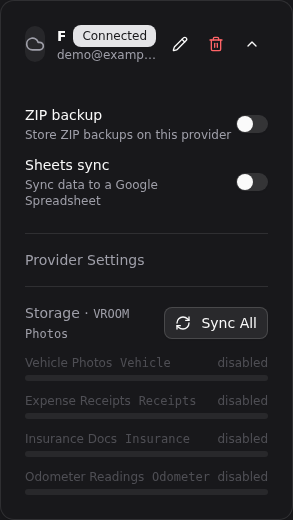 F Connected
demo@examp...
ZIP backup
Store ZIP backups on this provider
Sheets sync
Sync data to a Google
Spreadsheet
Provider Settings
Storage · VROOM
Photos
Sync All
Vehicle Photos Vehicle disabled
Expense Receipts Receipts disabled
Insurance Docs Insurance disabled
Odometer Readings Odometer disabled